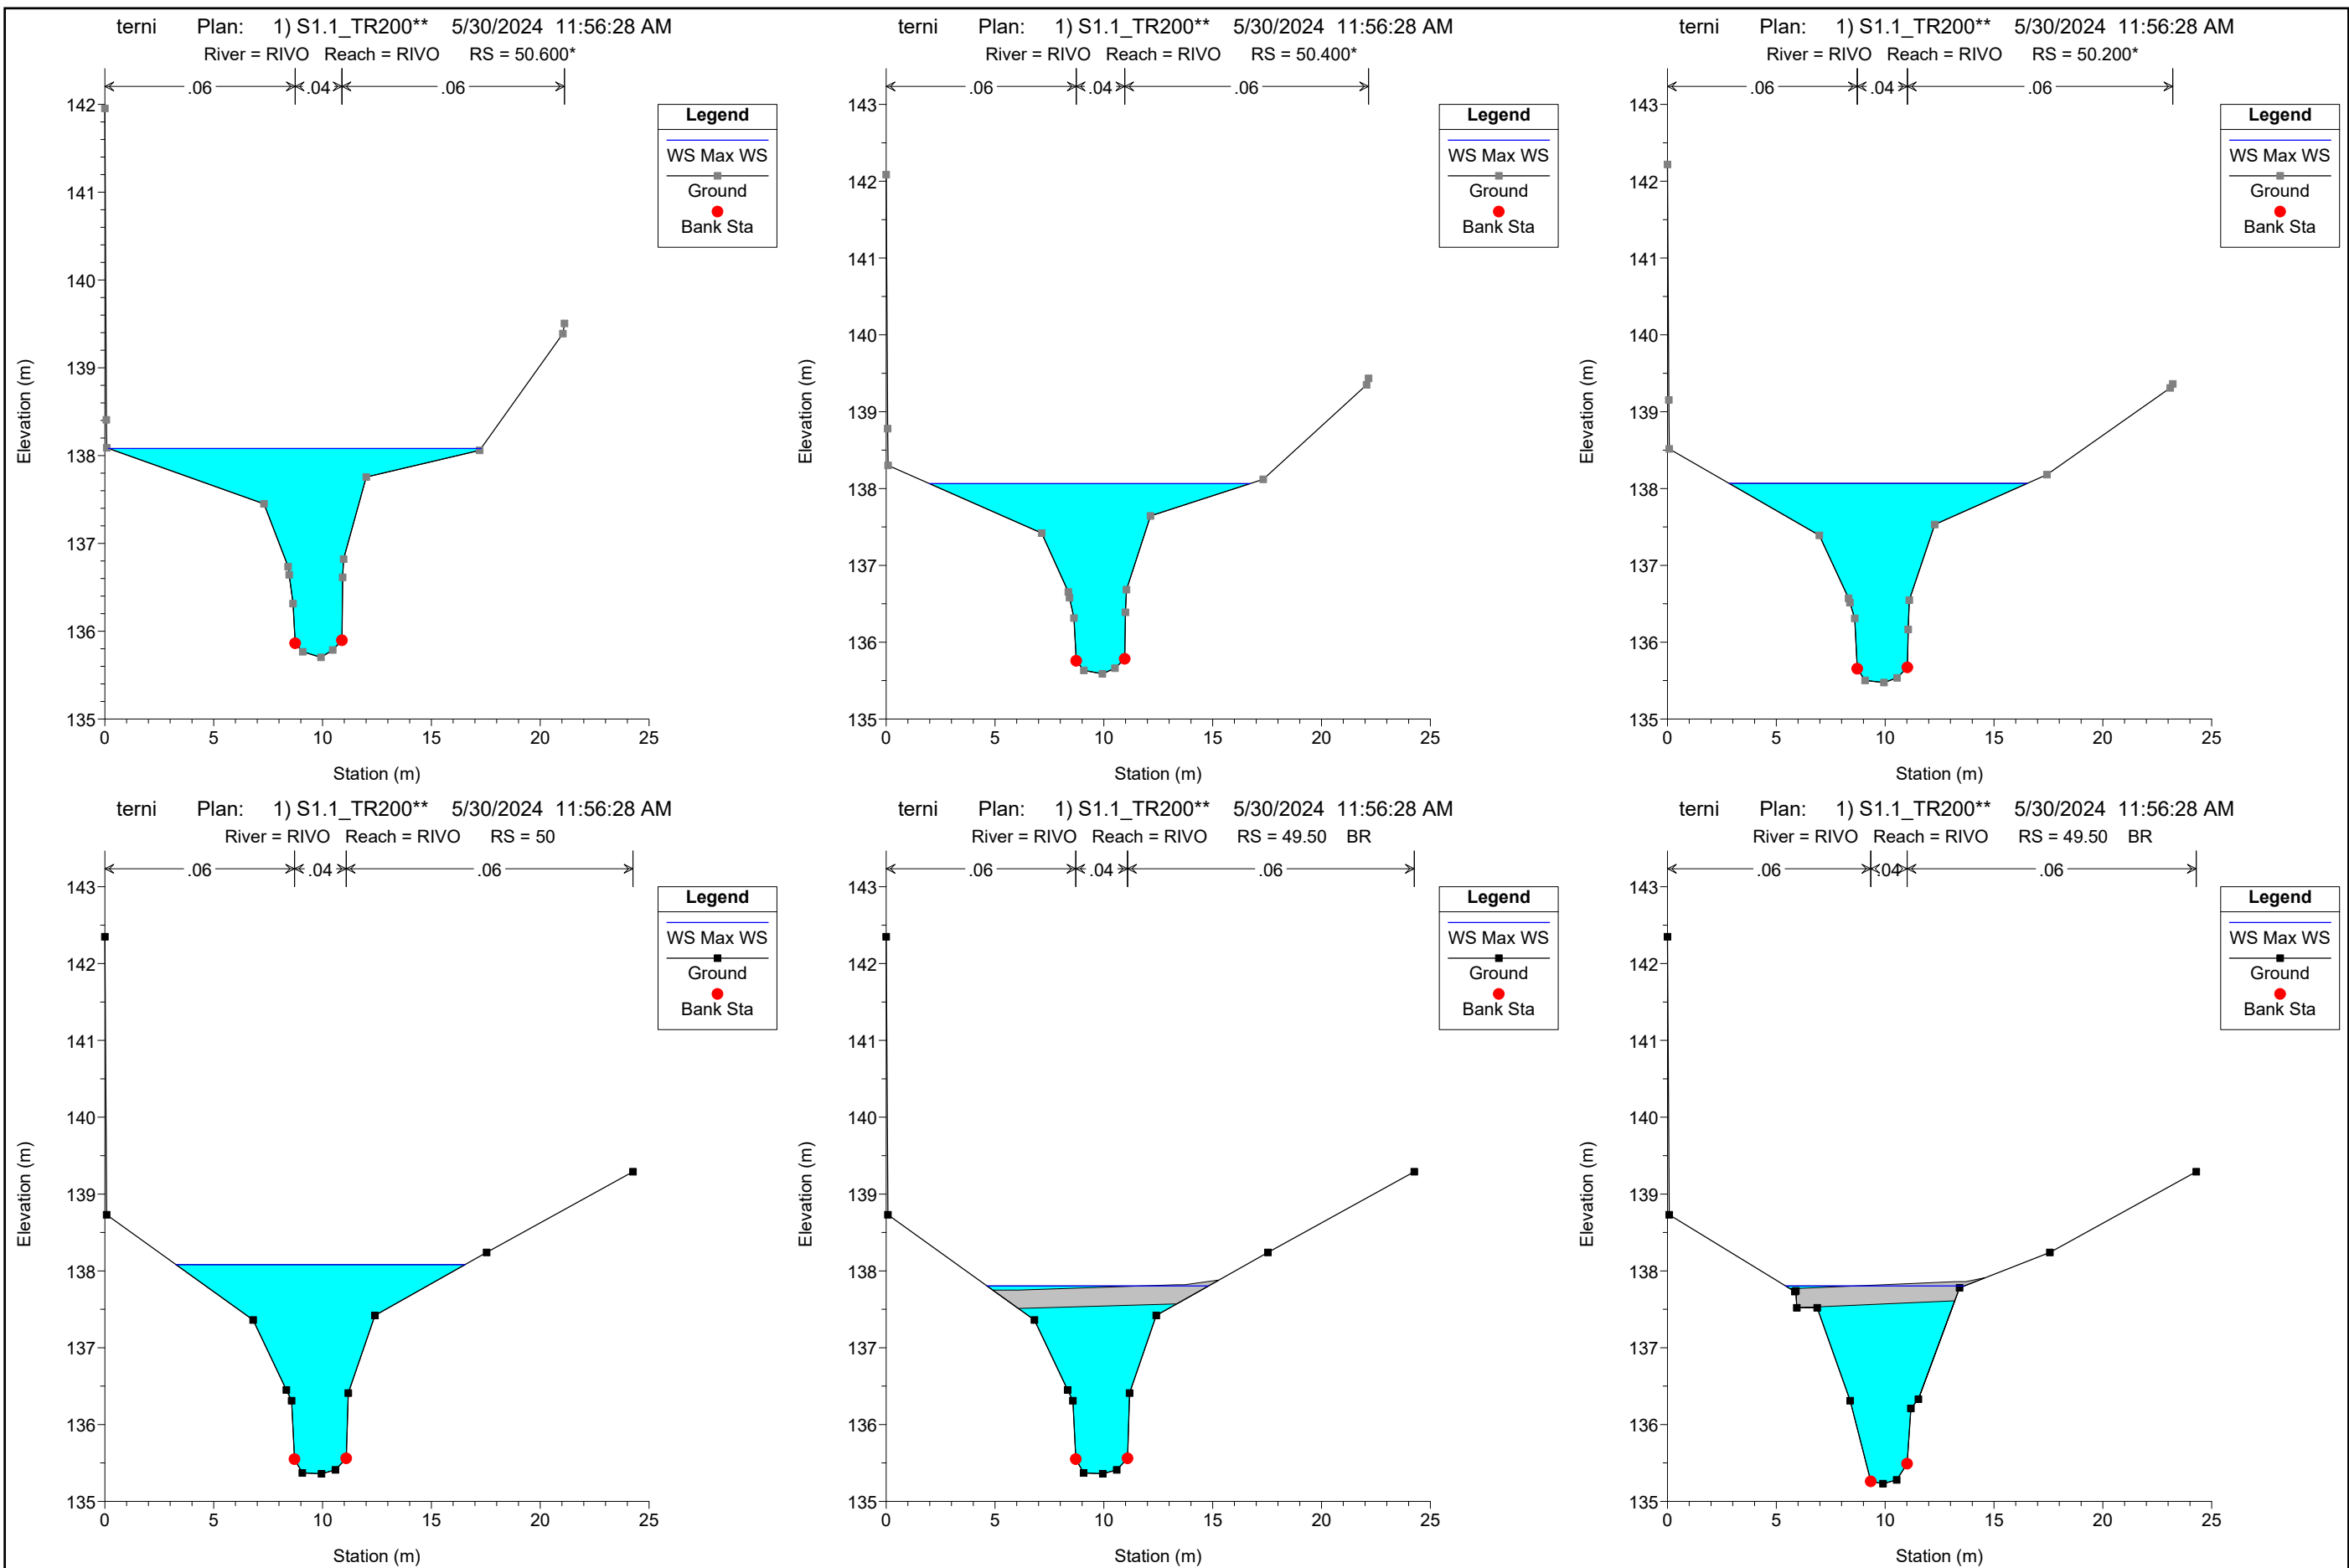 terni Plan: 1) S1.1_TR200** 5/30/2024 11:56:28 AM
River = RIVO Reach = RIVO RS = 50.600*
.06 .04 .06
Legend
WS Max WS
Ground
Bank Sta
142
141
140
139
138
137
136
135
Elevation (m)
0 5 10 15 20 25
Station (m)
terni Plan: 1) S1.1_TR200** 5/30/2024 11:56:28 AM
River = RIVO Reach = RIVO RS = 50.400*
.06 .04 .06
Legend
WS Max WS
Ground
Bank Sta
143
142
141
140
139
138
137
136
135
Elevation (m)
0 5 10 15 20 25
Station (m)
terni Plan: 1) S1.1_TR200** 5/30/2024 11:56:28 AM
River = RIVO Reach = RIVO RS = 50.200*
.06 .04 .06
Legend
WS Max WS
Ground
Bank Sta
143
142
141
140
139
138
137
136
135
Elevation (m)
0 5 10 15 20 25
Station (m)
terni Plan: 1) S1.1_TR200** 5/30/2024 11:56:28 AM
River = RIVO Reach = RIVO RS = 50
.06 .04 .06
Legend
WS Max WS
Ground
Bank Sta
143
142
141
140
139
138
137
136
135
Elevation (m)
0 5 10 15 20 25
Station (m)
terni Plan: 1) S1.1_TR200** 5/30/2024 11:56:28 AM
River = RIVO Reach = RIVO RS = 49.50 BR
.06 .04 .06
Legend
WS Max WS
Ground
Bank Sta
143
142
141
140
139
138
137
136
135
Elevation (m)
0 5 10 15 20 25
Station (m)
terni Plan: 1) S1.1_TR200** 5/30/2024 11:56:28 AM
River = RIVO Reach = RIVO RS = 49.50 BR
.06 .04 .06
Legend
WS Max WS
Ground
Bank Sta
143
142
141
140
139
138
137
136
135
Elevation (m)
0 5 10 15 20 25
Station (m)